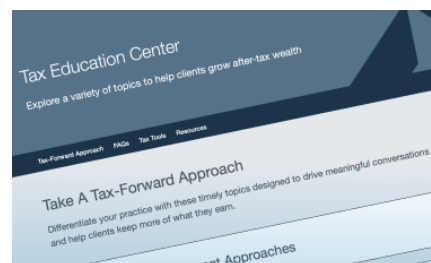 Tax Education Center
Explore a variety of topics to help clients grow after-tax wealth
Tax-Forward Approach FAQs Tax Tools Resources
Take A Tax-Forward Approach
Differentiate your practice with these timely topics designed to drive meaningful conversations
and help clients keep more of what they earn.
Approaches